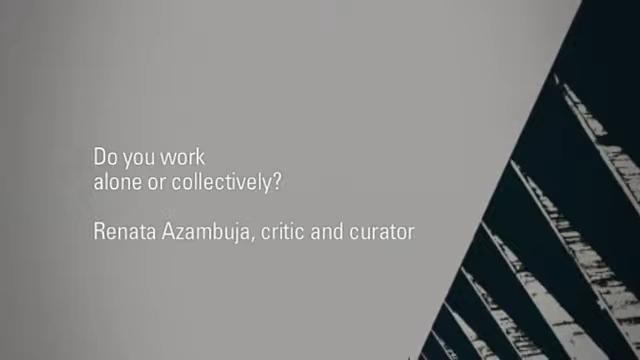 Do you work
alone or collectively?
Renata Azambuja, critic and curator